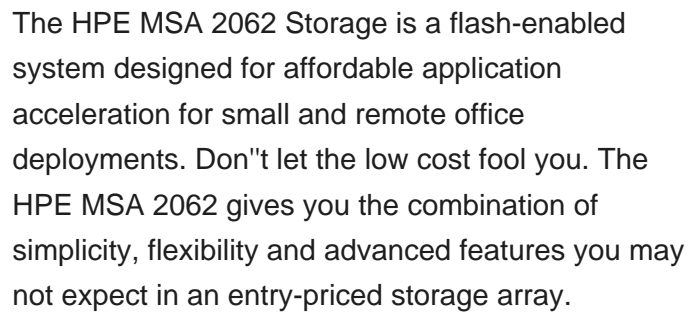 The HPE MSA 2062 Storage is a flash-enabled
system designed for affordable application
acceleration for small and remote office
deployments. Don"t let the low cost fool you. The
HPE MSA 2062 gives you the combination of
simplicity, flexibility and advanced features you may
not expect in an entry-priced storage array.